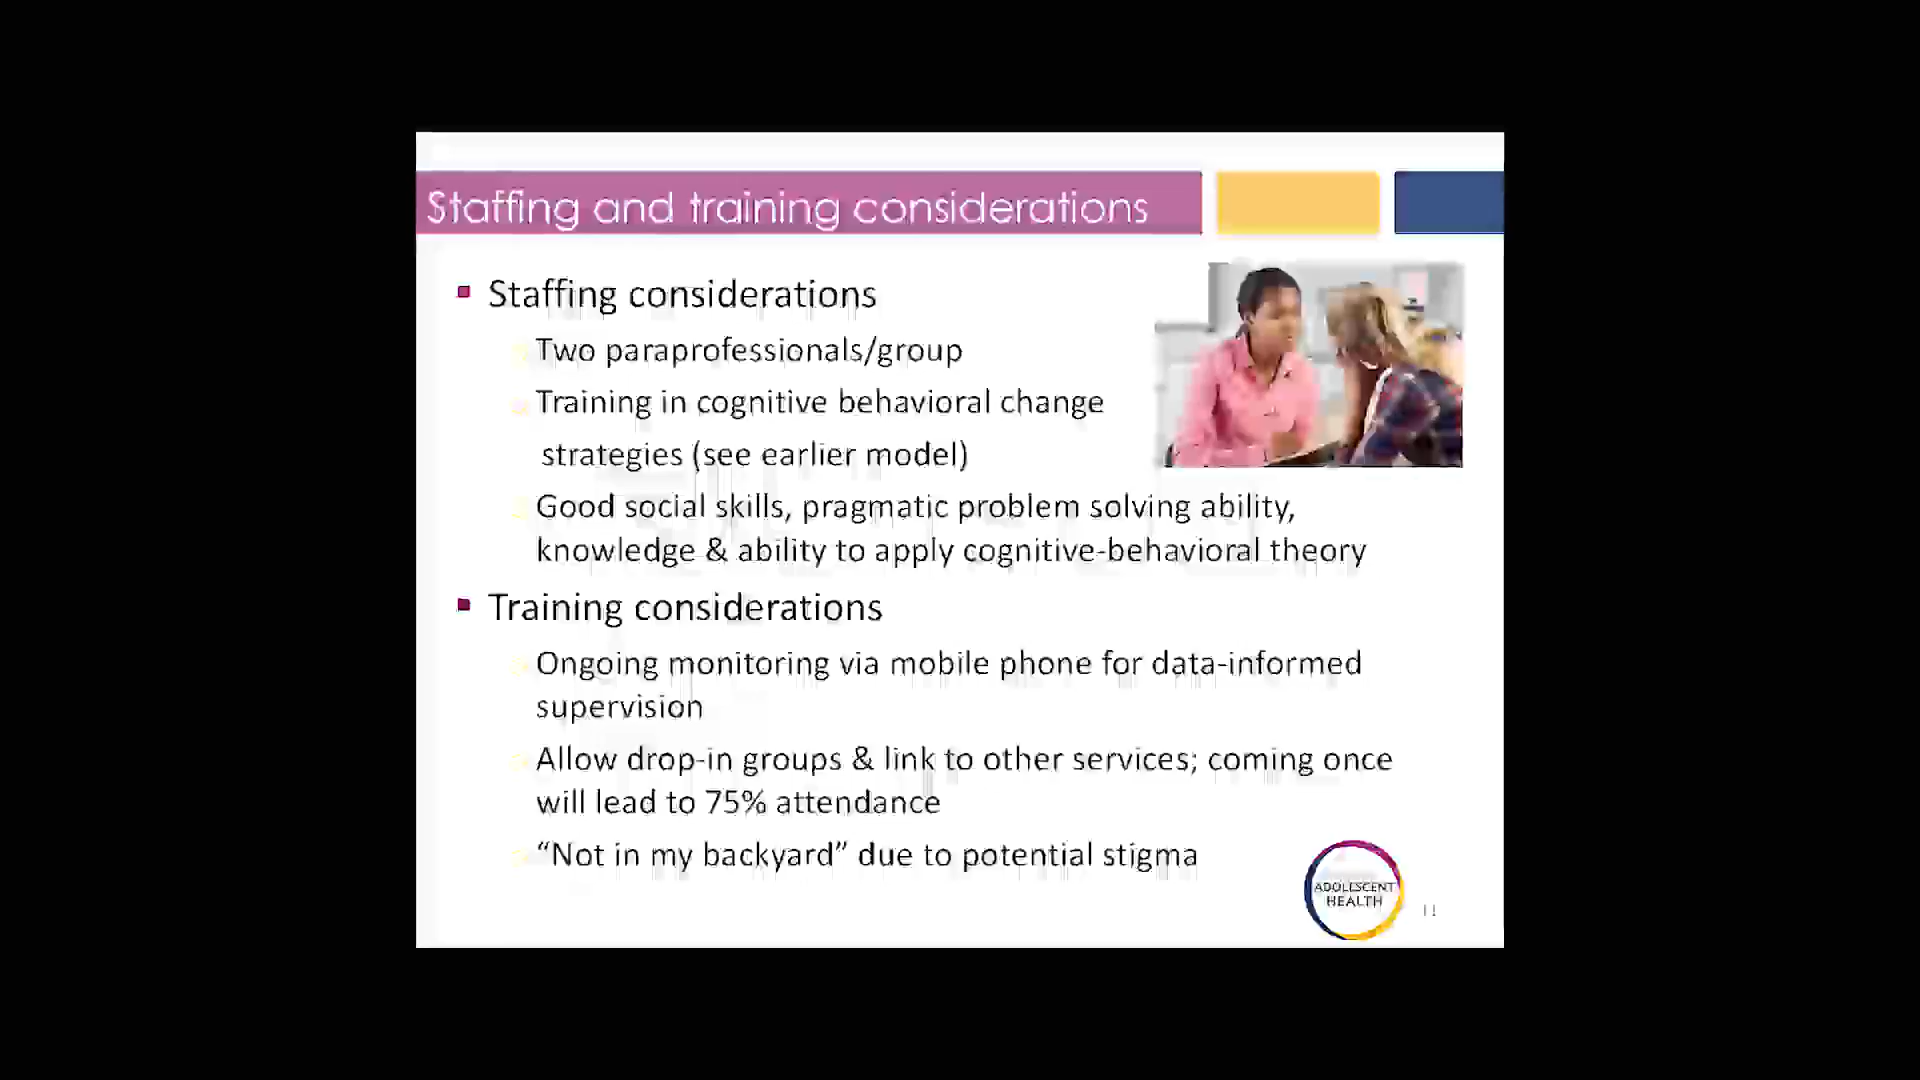 Staffing and training considerations
Staffing considerations
Two paraprofessionals/group
Training in cognitive behavioral change
strategies (see earlier model)
Good social skills, pragmatic problem solving ability,
knowledge & ability to apply cognitive-behavioral theory
Training considerations
Ongoing monitoring via mobile phone for data-informed
supervision
Allow drop-in groups & link to other services; coming once
will lead to 75% attendance
“Not in my backyard” due to potential stigma
ADOLESCENT
HEALTH
11